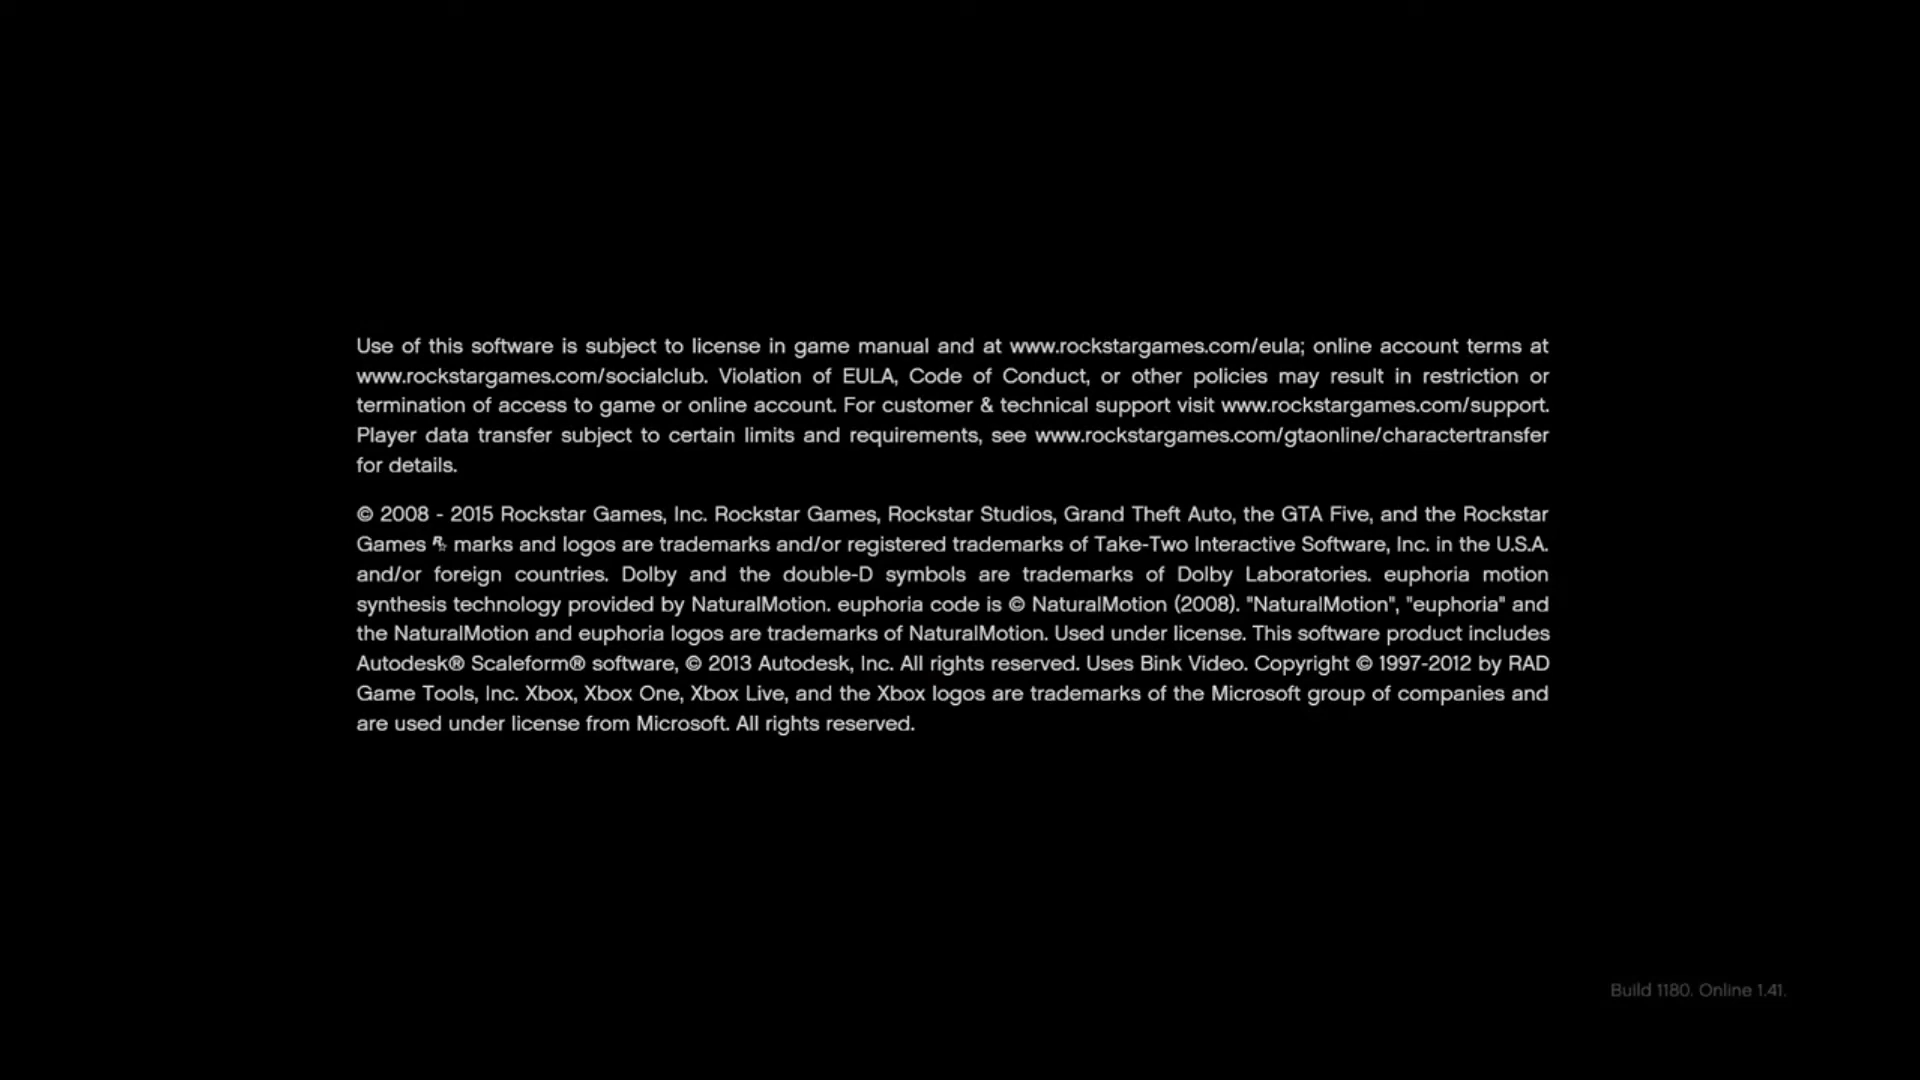 Use of this software is subject to license in game manual and at www.rockstargames.com/eula; online account terms at
www.rockstargames.com/socialclub. Violation of EULA, Code of Conduct, or other policies may result in restriction or
termination of access to game or online account. For customer & technical support visit www.rockstargames.com/support.
Player data transfer subject to certain limits and requirements, see www.rockstargames.com/gtaonline/charactertransfer
for details.
© 2008 - 2015 Rockstar Games, Inc. Rockstar Games, Rockstar Studios, Grand Theft Auto, the GTA Five, and the Rockstar
Games R* marks and logos are trademarks and/or registered trademarks of Take-Two Interactive Software, Inc. in the U.S.A.
and/or foreign countries. Dolby and the double-D symbols are trademarks of Dolby Laboratories. euphoria motion
synthesis technology provided by NaturalMotion. euphoria code is © NaturalMotion (2008). "NaturalMotion", "euphoria" and
the NaturalMotion and euphoria logos are trademarks of NaturalMotion. Used under license. This software product includes
Autodesk® Scaleform® software, © 2013 Autodesk, Inc. All rights reserved. Uses Bink Video. Copyright © 1997-2012 by RAD
Game Tools, Inc. Xbox, Xbox One, Xbox Live, and the Xbox logos are trademarks of the Microsoft group of companies and
are used under license from Microsoft. All rights reserved.
Build 1180. Online 1.41.